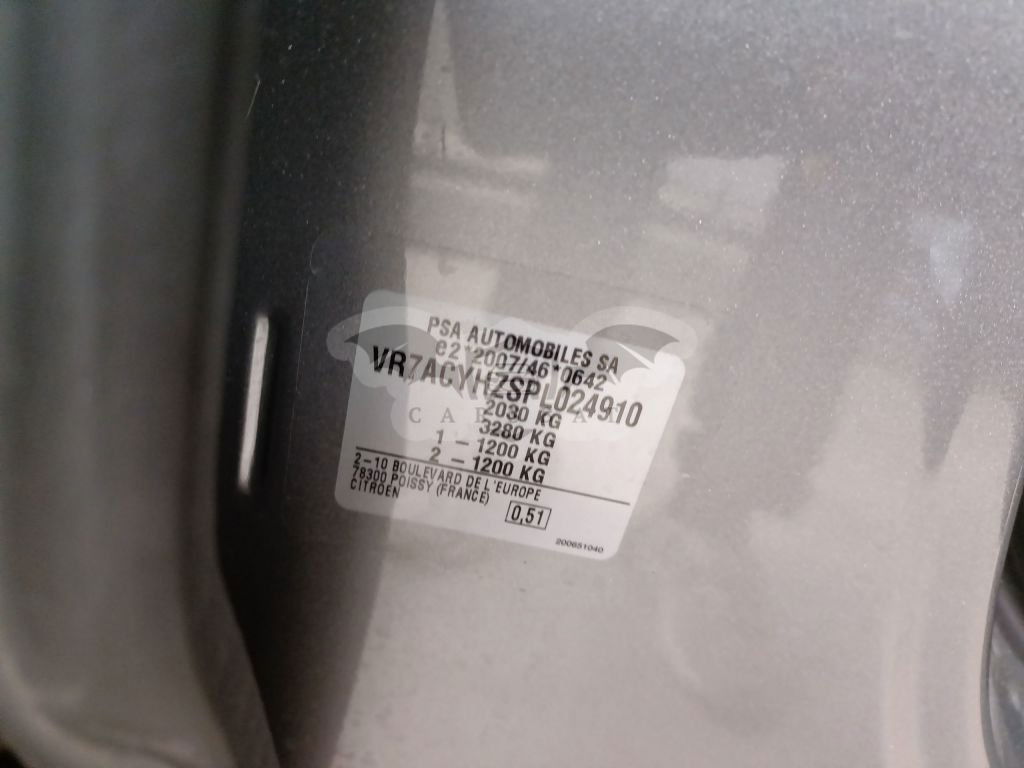 PSA AUTOMOBILES SA
e2*2007/46*0642
VR7ACYHZSPL024910
2030 KG
3280 KG
1 – 1200 KG
2 – 1200 KG
2–10 BOULEVARD DE L'EUROPE
78300 POISSY (FRANCE)
CITROËN
0,51
200651040